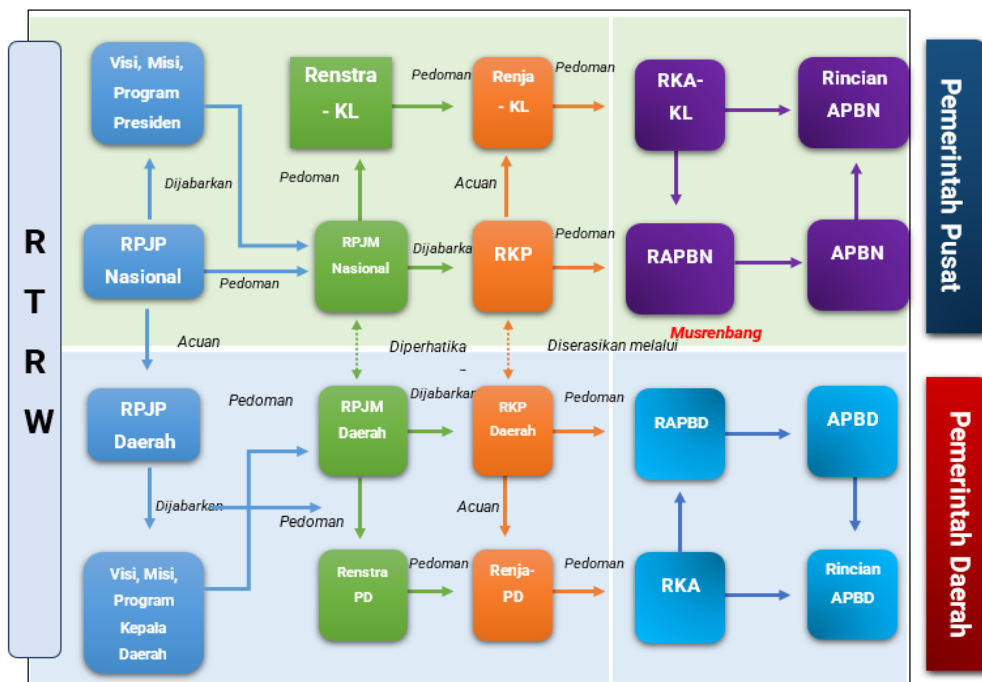 R
T
R
W
Visi, Misi,
Program
Presiden
Dijabarkan
RPJP
Nasional
Pedoman
Acuan
Renstra
- KL
Pedoman
Pedoman
RPJM
Nasional
Dijabarka
Renja
- KL
Pedoman
Acuan
RKP
Pedoman
RKA-
KL
Rincian
APBN
RAPBN
APBN
Musrenbang
Diperhatika
Diserasikan melalui
RPJP
Daerah
Pedoman
Dijabarkan
Pedoman
Visi, Misi,
Program
Kepala
Daerah
RPJM
Daerah
Dijabarkan
RKP
Daerah
Pedoman
Acuan
Renstra
PD
Pedoman
Renja-
PD
Pedoman
RAPBD
APBD
RKA
Rincian
APBD
Pemerintah Pusat
Pemerintah Daerah